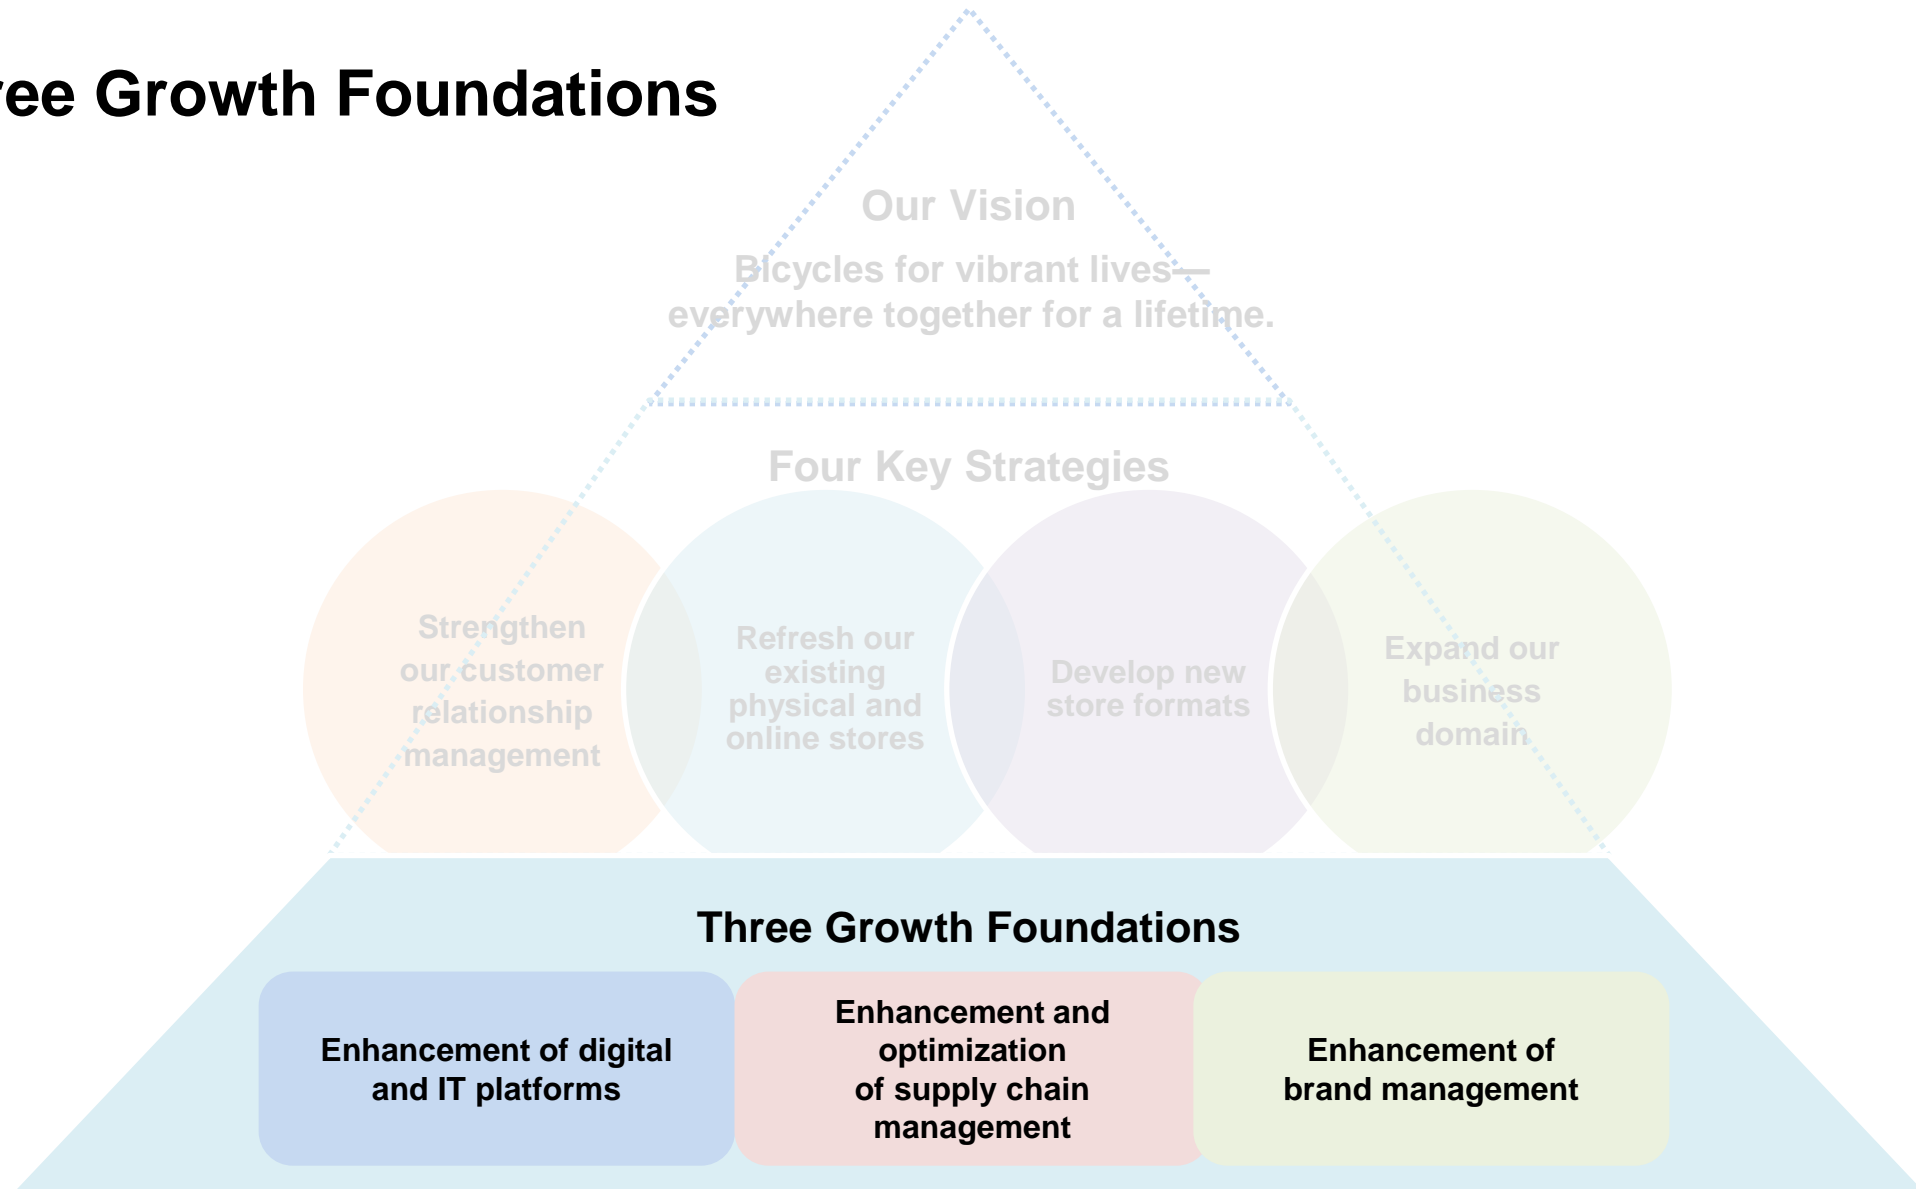 ree Growth Foundations
Our Vision
Bicycles for vibrant lives—
everywhere together for a lifetime.
Four Key Strategies
Strengthen
our customer
relationship
management
Refresh our
existing
physical and
online stores
Develop new
store formats
Expand our
business
domain
Three Growth Foundations
Enhancement of digital
and IT platforms
Enhancement and
optimization
of supply chain
management
Enhancement of
brand management